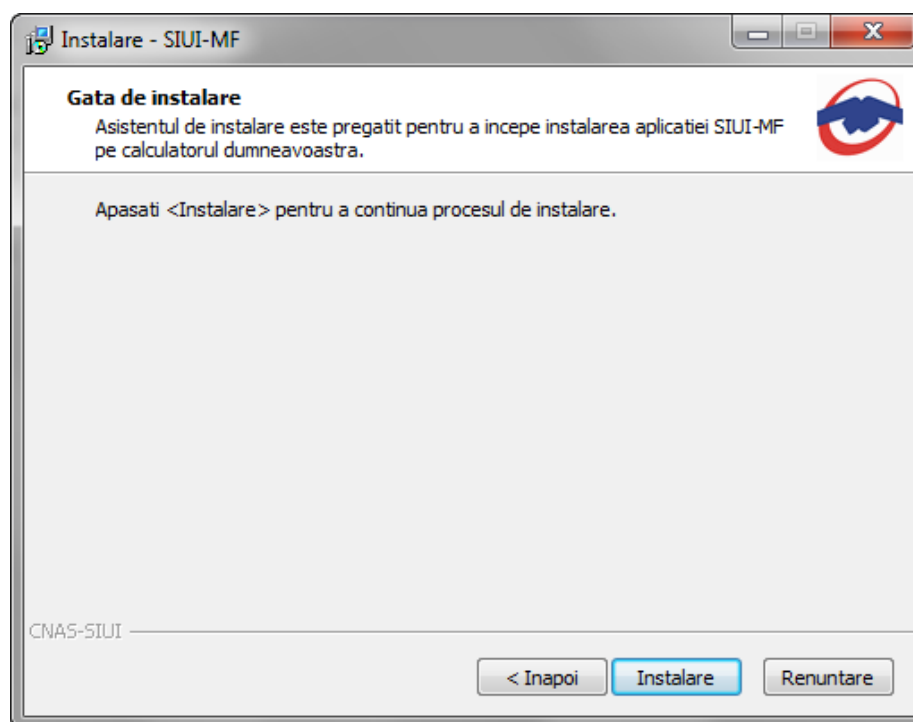 Instalare - SIUI-MF
Gata de instalare
Asistentul de instalare este pregatit pentru a incepe instalarea aplicatiei SIUI-MF
pe calculatorul dumneavoastra.
Apasati <Instalare> pentru a continua procesul de instalare.
CNAS-SIUI
< Inapoi
Instalare
Renuntare